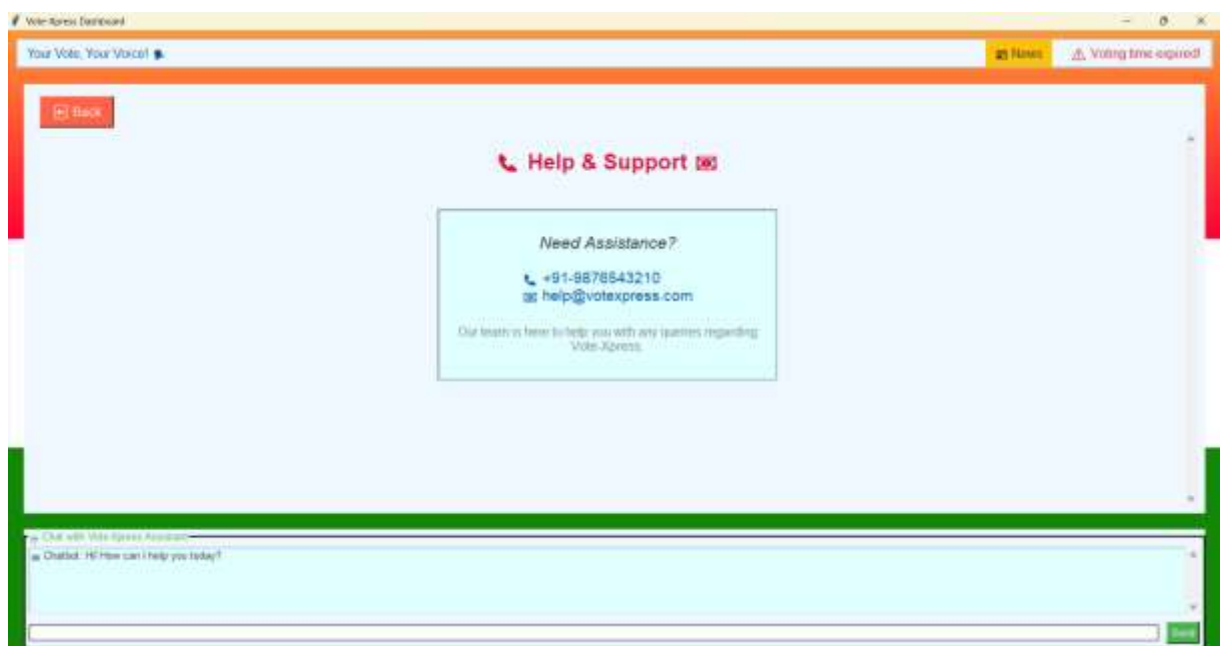 Vote-Xpress Dashboard
Your Vote, Your Voice!
News
Voting time expired!
Back
Help & Support
Need Assistance?
+91-9876543210
help@votexpress.com
Our team is here to help you with any queries regarding
Vote-Xpress.
Chat with Vote-Xpress Assistant
Chatbot: Hi! How can I help you today?
Send